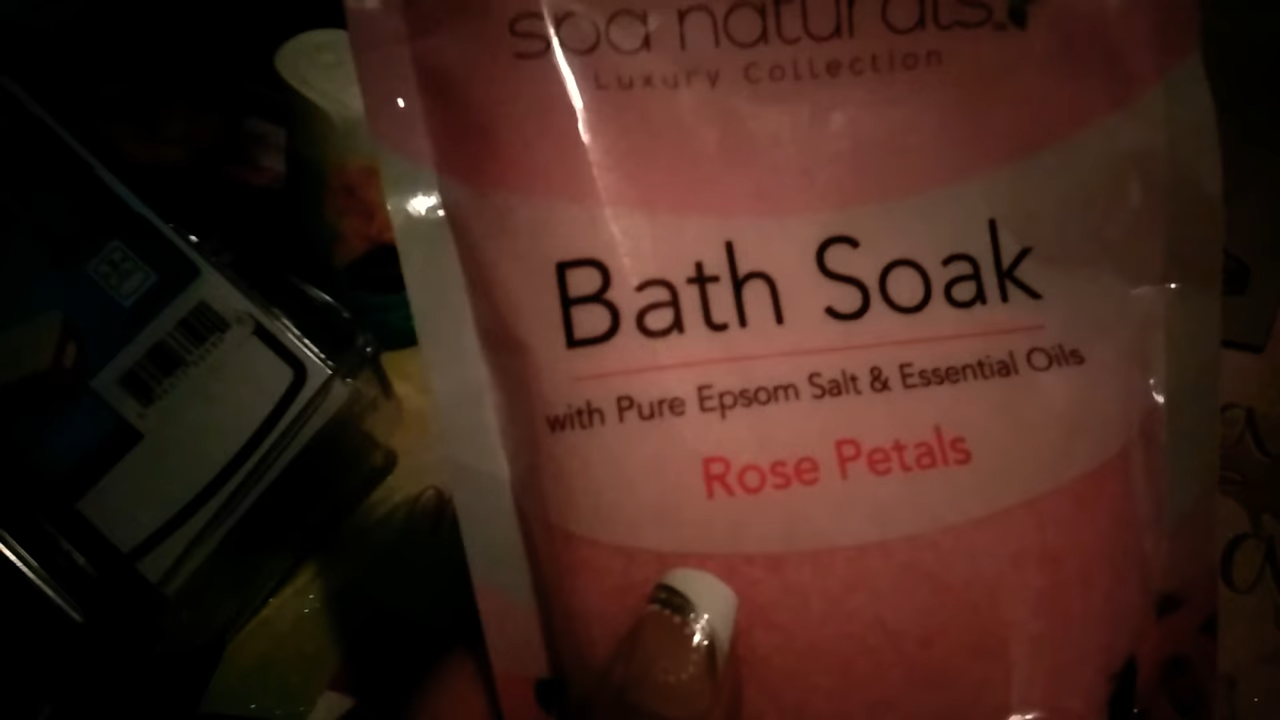 spa naturals
Luxury Collection
Bath Soak
with Pure Epsom Salt & Essential Oils
Rose Petals